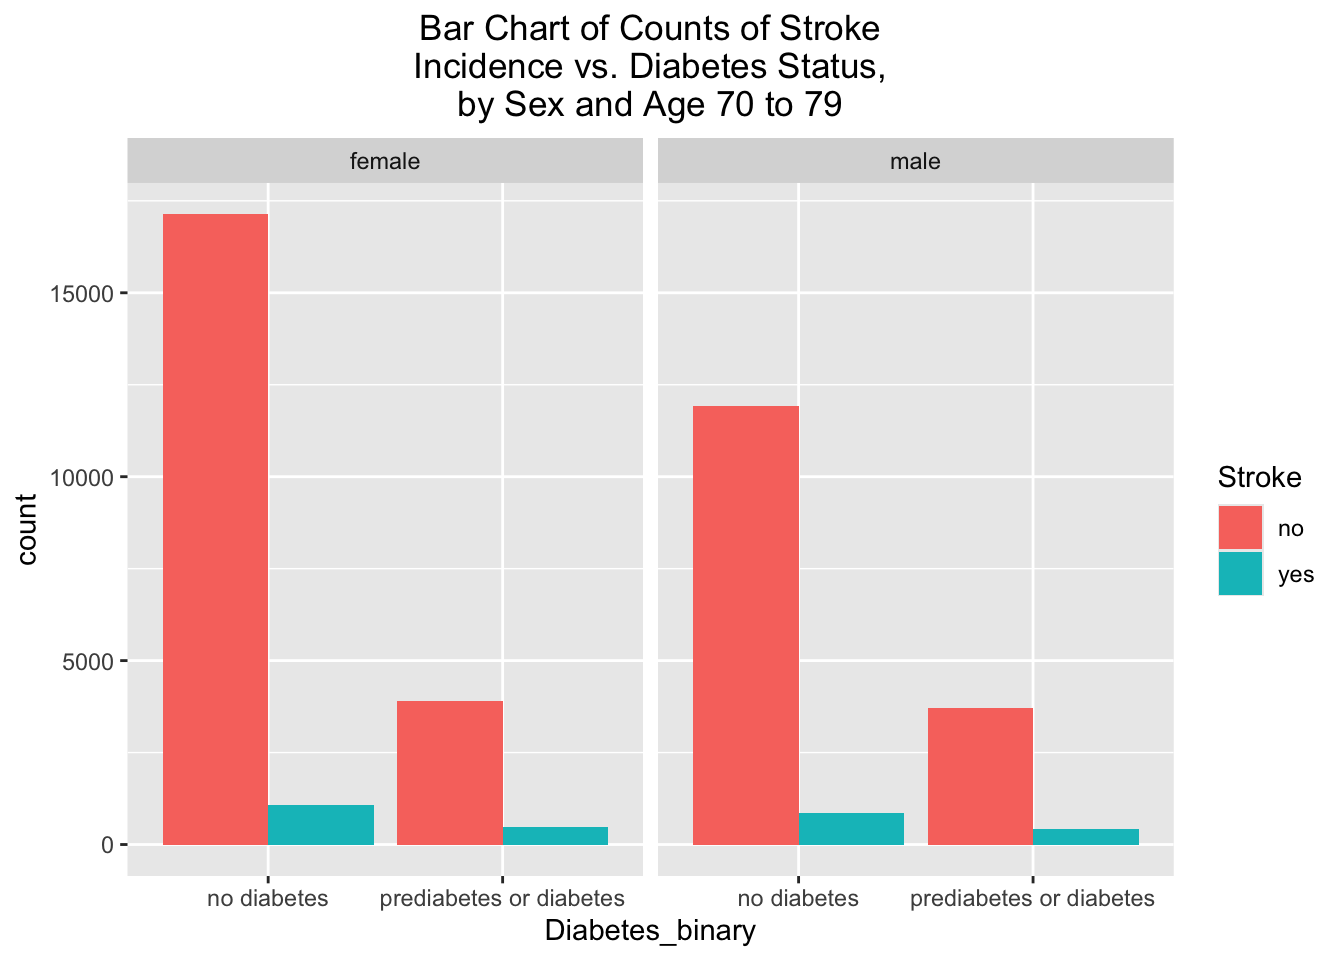 Bar Chart of Counts of Stroke
Incidence vs. Diabetes Status,
by Sex and Age 70 to 79
female
male
15000
10000
5000
0
count
no diabetes
prediabetes or diabetes
no diabetes
prediabetes or diabetes
Diabetes_binary
Stroke
no
yes